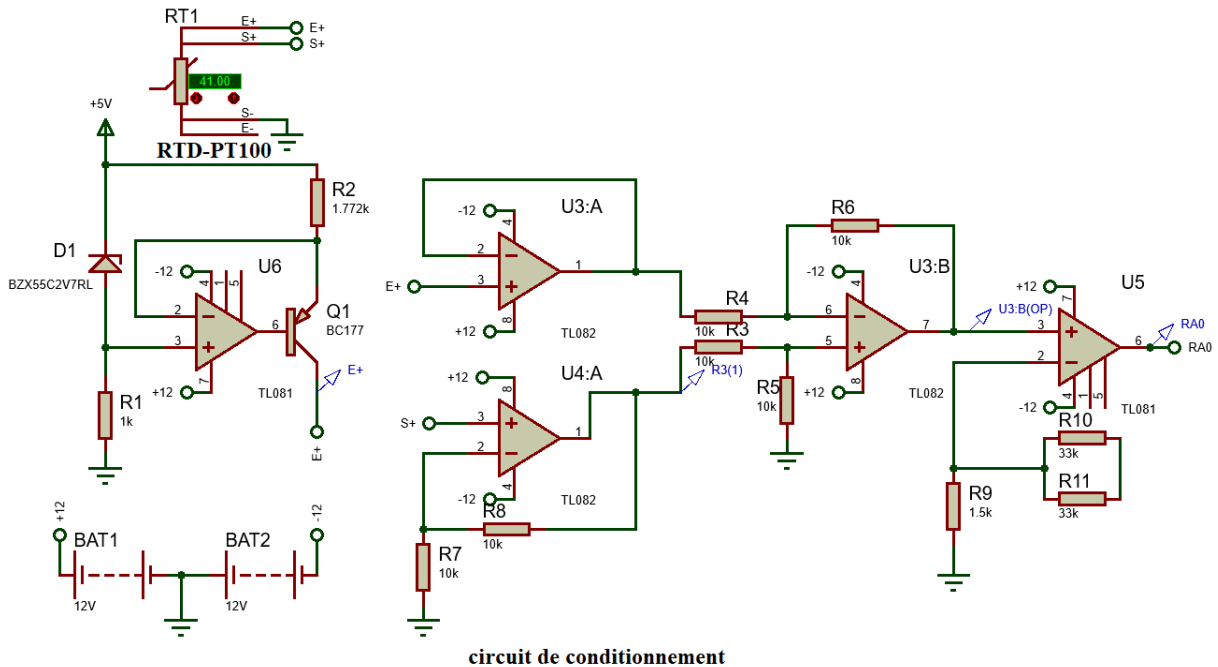 RT1
E+
S+
E+
S+
41.00
S-
E-
RTD-PT100
+5V
R2
1.772k
D1
BZX55C2V7RL
-12
4
1
5
U6
2
3
6
7
+12
TL081
Q1
BC177
E+
E+
R1
1k
+12
BAT1
12V
BAT2
12V
-12
-12
4
U3:A
2
3
1
E+
8
+12
TL082
+12
8
U4:A
S+
3
2
1
4
-12
TL082
R8
10k
R7
10k
R4
10k
R3
10k
R3(1)
R5
10k
R6
10k
-12
4
U3:B
6
5
7
8
+12
TL082
U3:B(OP)
+12
7
U5
3
2
6
RA0
RA0
4
1
5
-12
TL081
R10
33k
R11
33k
R9
1.5k
circuit de conditionnement